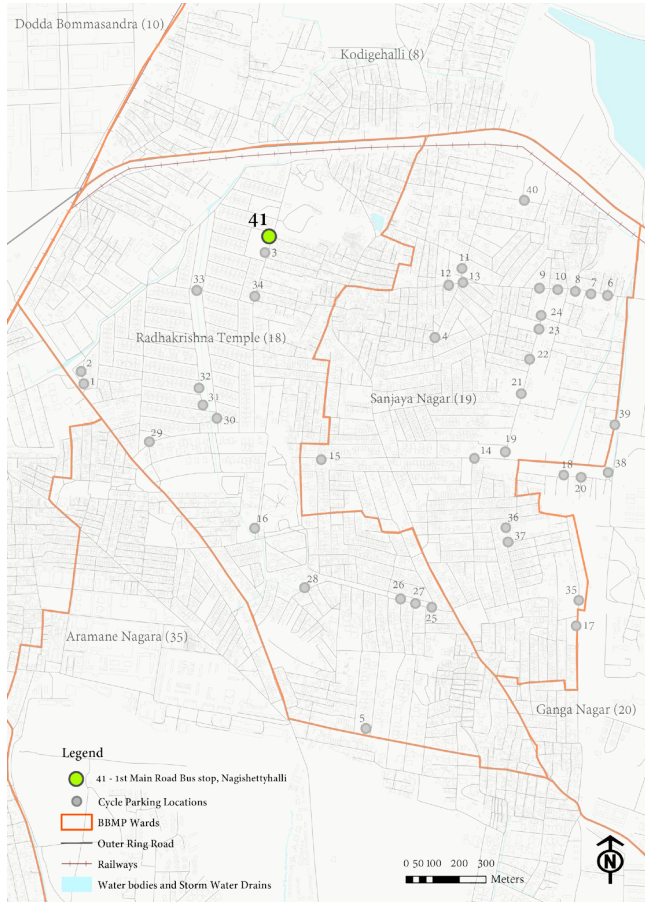 Dodda Bommasandra (10)
Kodigehalli (8)
40
41
3
11
12
13
9
10
8
7
6
33
34
24
23
Radhakrishna Temple (18)
4
22
2
1
32
Sanjaya Nagar (19)
21
31
30
39
29
19
15
14
18
20
38
16
36
37
28
26
27
25
35
17
Aramane Nagara (35)
Ganga Nagar (20)
5
Legend
41 - 1st Main Road Bus stop, Nagishettyhalli
Cycle Parking Locations
BBMP Wards
Outer Ring Road
Railways
Water bodies and Storm Water Drains
N
0 50 100 200 300
Meters